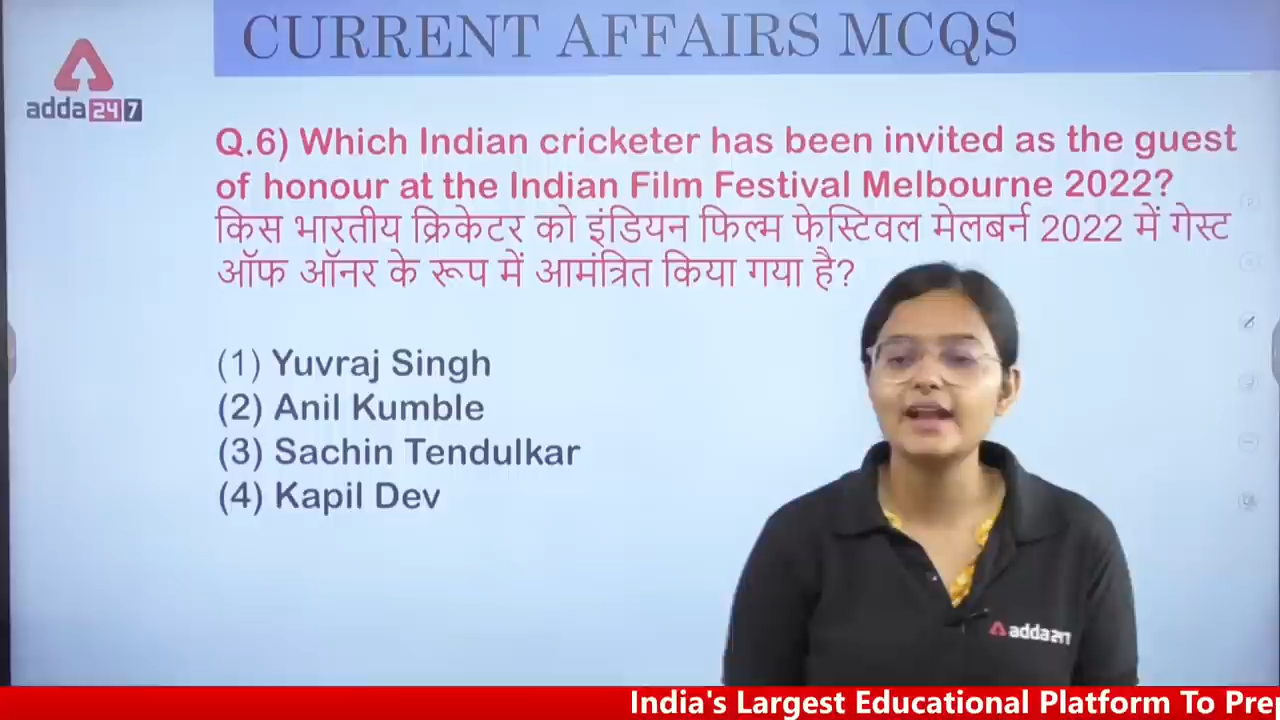 CURRENT AFFAIRS MCQS
adda247
Q.6) Which Indian cricketer has been invited as the guest
of honour at the Indian Film Festival Melbourne 2022?
किस भारतीय क्रिकेटर को इंडियन फिल्म फेस्टिवल मेलबर्न 2022 में गेस्ट
ऑफ ऑनर के रूप में आमंत्रित किया गया है?
(1) Yuvraj Singh
(2) Anil Kumble
(3) Sachin Tendulkar
(4) Kapil Dev
adda247
India's Largest Educational Platform To Pre